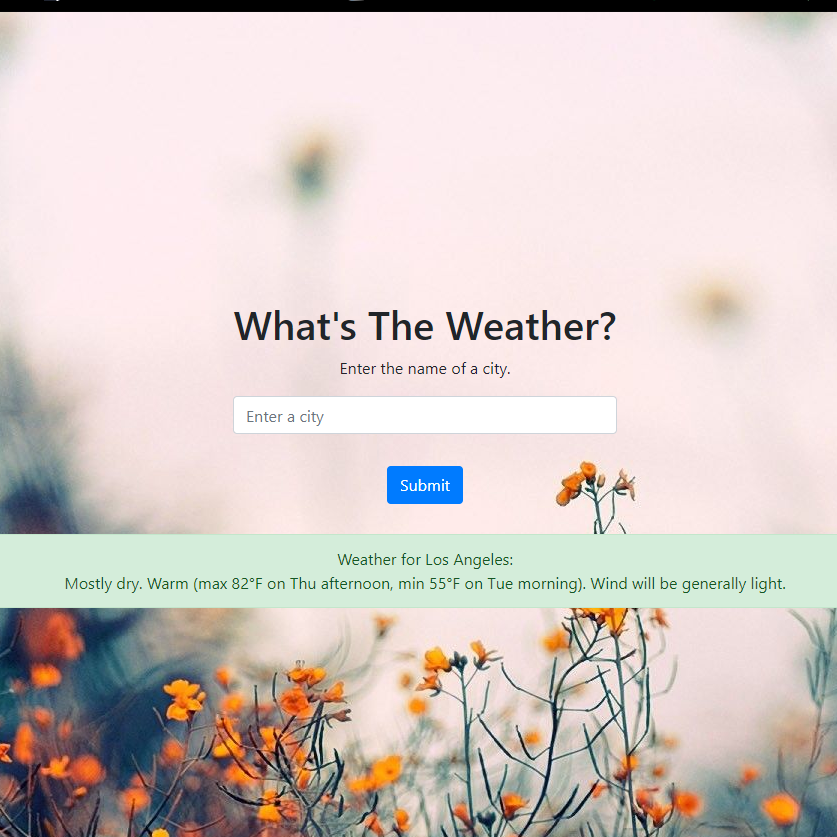 What's The Weather?
Enter the name of a city.
Enter a city
Submit
Weather for Los Angeles:
Mostly dry. Warm (max 82°F on Thu afternoon, min 55°F on Tue morning). Wind will be generally light.